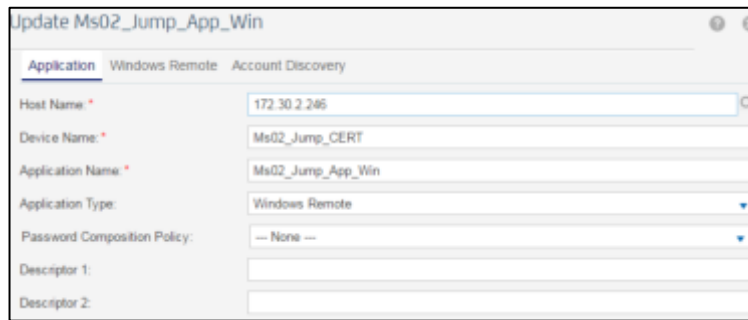 Update Ms02_Jump_App_Win
Application Windows Remote Account Discovery
Host Name: * 172.30.2.246
Device Name: * Ms02_Jump_CERT
Application Name: * Ms02_Jump_App_Win
Application Type: Windows Remote
Password Composition Policy: --- None ---
Descriptor 1:
Descriptor 2: